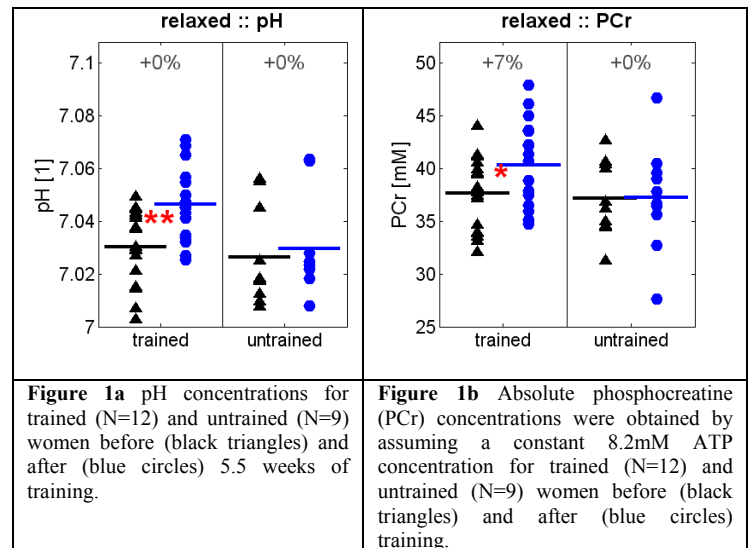 relaxed :: pH
7.1
7.08
7.06
7.04
7.02
7
pH [1]
+0%
+0%
**
trained
untrained
relaxed :: PCr
50
45
40
35
30
25
PCr [mM]
+7%
+0%
*
trained
untrained
Figure 1a pH concentrations for
trained (N=12) and untrained (N=9)
women before (black triangles) and
after (blue circles) 5.5 weeks of
training.
Figure 1b Absolute phosphocreatine
(PCr) concentrations were obtained by
assuming a constant 8.2mM ATP
concentration for trained (N=12) and
untrained (N=9) women before (black
triangles) and after (blue circles)
training.